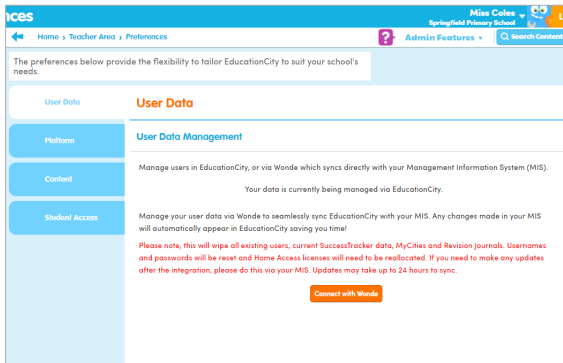 Miss Coles
Springfield Primary School
Home > Teacher Area > Preferences
?
Admin Features
Search Content
The preferences below provide the flexibility to tailor EducationCity to suit your school's
needs.
User Data
Platform
Content
Student Access
User Data
User Data Management
Manage users in EducationCity, or via Wonde which syncs directly with your Management Information System (MIS).
Your data is currently being managed via EducationCity.
Manage your user data via Wonde to seamlessly sync EducationCity with your MIS. Any changes made in your MIS
will automatically appear in EducationCity saving you time!
Please note, this will wipe all existing users, current SuccessTracker data, MyCities and Revision Journals. Usernames
and passwords will be reset and Home Access licenses will need to be reallocated. If you need to make any updates
after the integration, please do this via your MIS. Updates may take up to 24 hours to sync.
Connect with Wonde